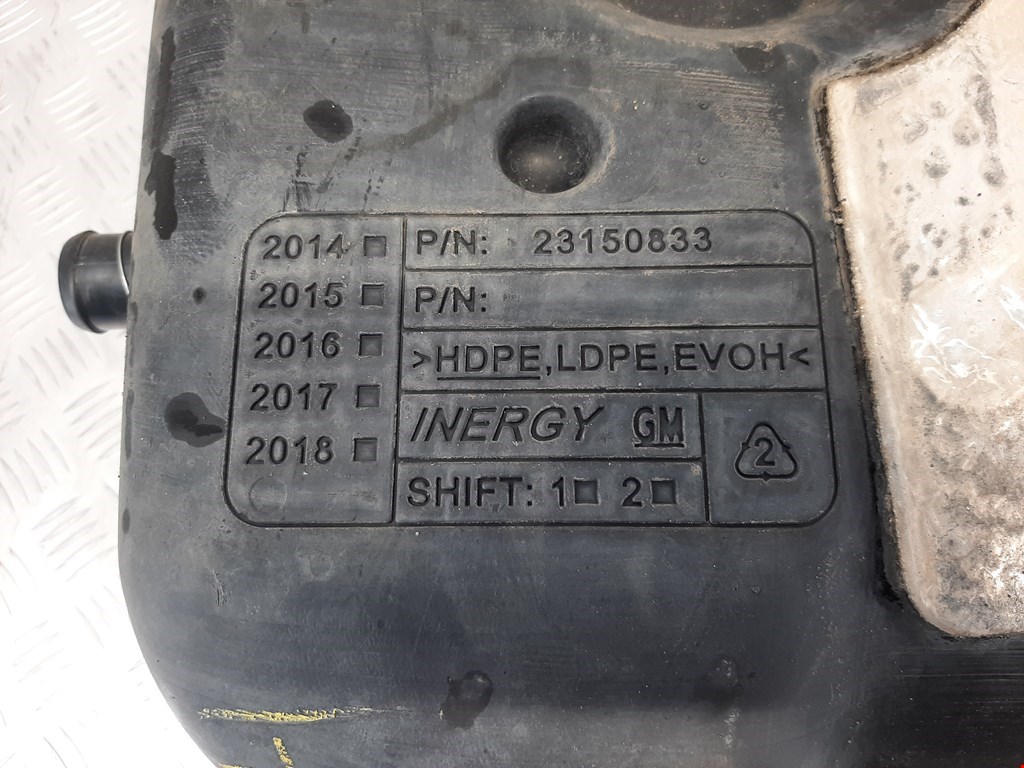 2014
2015
2016
2017
2018
P/N: 23150833
P/N:
>HDPE,LDPE,EVOH<
INERGY GM
2
SHIFT: 1 2